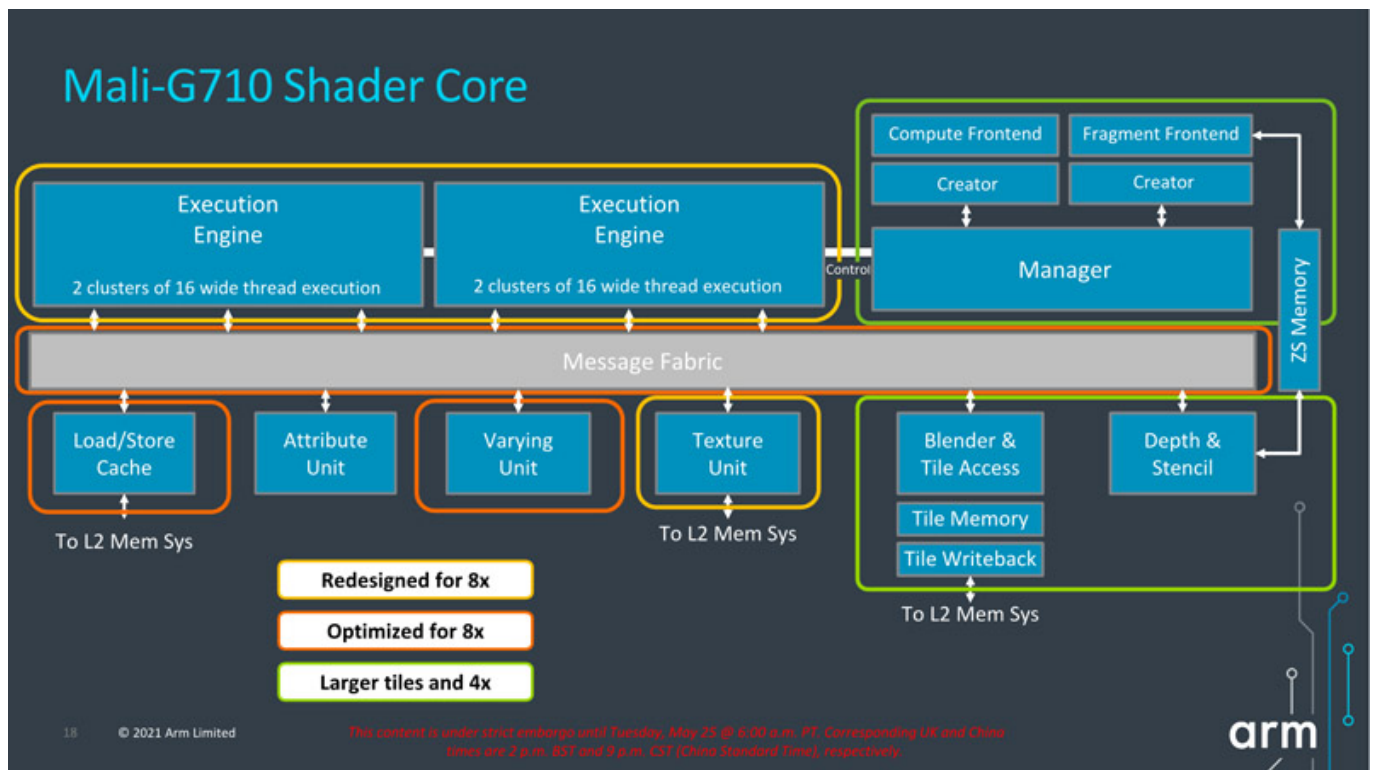 Mali-G710 Shader Core
Compute Frontend
Fragment Frontend
Creator
Creator
Execution
Engine
2 clusters of 16 wide thread execution
Execution
Engine
2 clusters of 16 wide thread execution
Control
Manager
ZS Memory
Message Fabric
Load/Store
Cache
Attribute
Unit
Varying
Unit
Texture
Unit
Blender &
Tile Access
Depth &
Stencil
Tile Memory
Tile Writeback
To L2 Mem Sys
To L2 Mem Sys
To L2 Mem Sys
Redesigned for 8x
Optimized for 8x
Larger tiles and 4x
18
© 2021 Arm Limited
This content is under strict embargo until Tuesday, May 25 @ 6:00 a.m. PT. Corresponding UK and China
times are 2 p.m. BST and 9 p.m. CST (China Standard Time), respectively.
arm